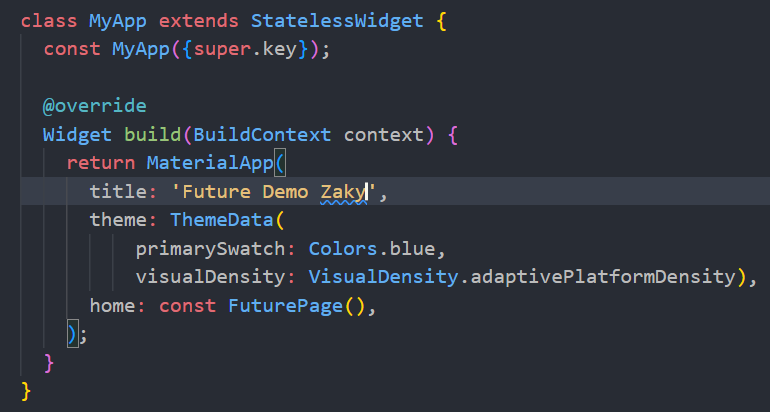 class MyApp extends StatelessWidget {
  const MyApp({super.key});

  @override
  Widget build(BuildContext context) {
    return MaterialApp(
      title: 'Future Demo Zaky',
      theme: ThemeData(
          primarySwatch: Colors.blue,
          visualDensity: VisualDensity.adaptivePlatformDensity),
      home: const FuturePage(),
    );
  }
}